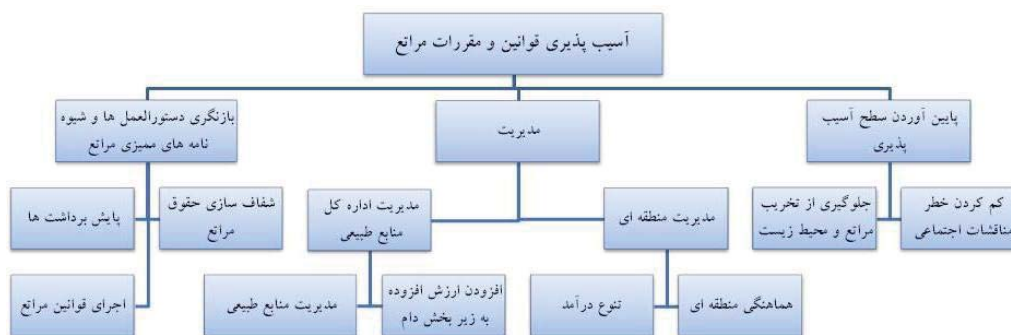 آسیب پذیری قوانین و مقررات مراتع
پایین آوردن سطح آسیب
پذیری
مدیریت
بازنگری دستورالعمل ها و شیوه
نامه های ممیزی مراتع
کم کردن خطر
مناقشات اجتماعی
جلوگیری از تخریب
مراتع و محیط زیست
مدیریت منطقه ای
مدیریت اداره کل
منابع طبیعی
شفاف سازی حقوق
مراتع
پایش برداشت ها
هماهنگی منطقه ای
تنوع درآمد
افزودن ارزش افزوده
به زیر بخش دام
مدیریت منابع طبیعی
اجرای قوانین مراتع